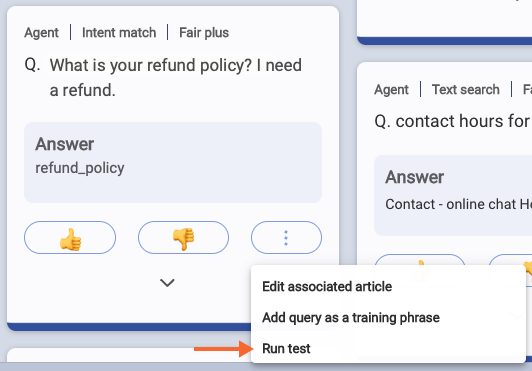 Agent | Intent match | Fair plus
Q. What is your refund policy? I need
a refund.
Answer
refund_policy
Agent | Text search | Fa
Q. contact hours for
Answer
Contact - online chat He
Edit associated article
Add query as a training phrase
Run test